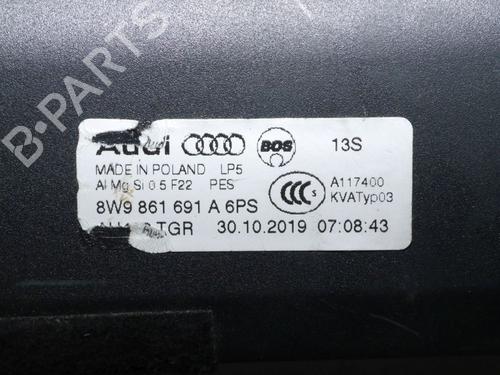 B-PARTS
Audi BOS 13S
MADE IN POLAND LP5
Al Mg Si 0 5 F22 PES
CCC S A117400
KVATyp03
8W9 861 691 A 6PS
TGR 30.10.2019 07:08:43